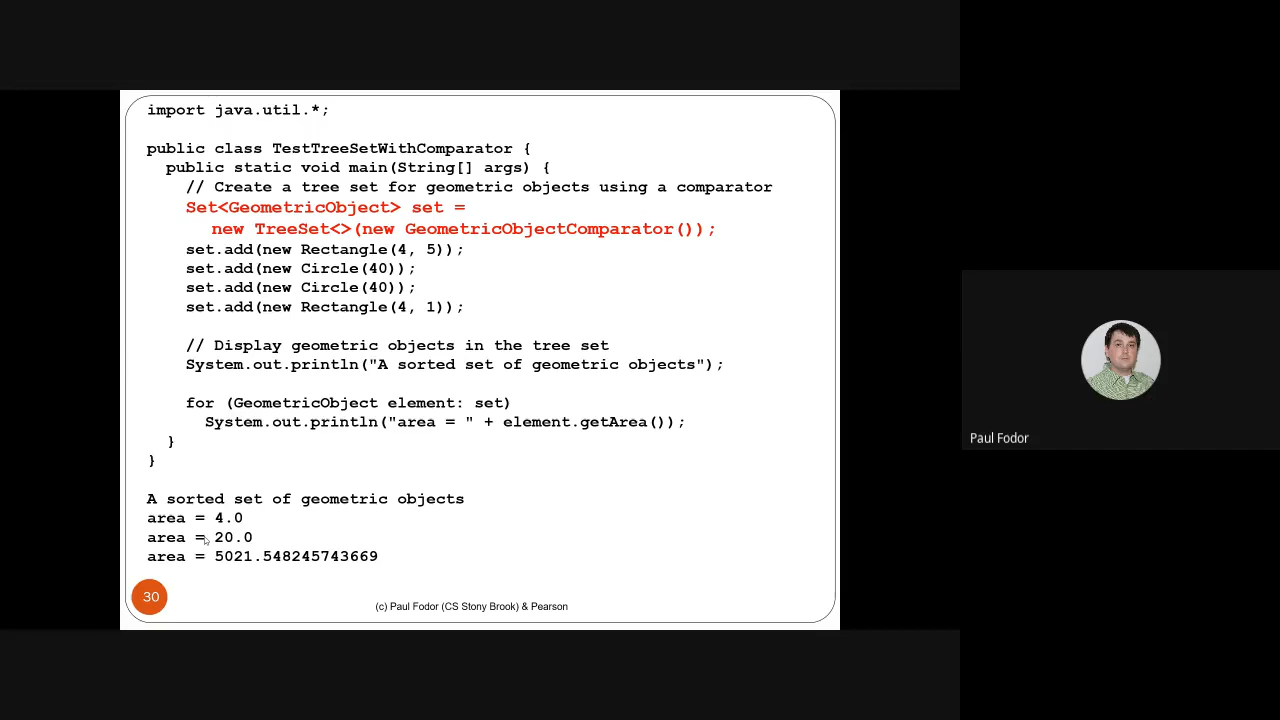 import java.util.*;
public class TestTreeSetWithComparator {
public static void main(String[] args) {
// Create a tree set for geometric objects using a comparator
Set<GeometricObject> set =
new TreeSet<>(new GeometricObjectComparator());
set.add(new Rectangle(4, 5));
set.add(new Circle(40));
set.add(new Circle(40));
set.add(new Rectangle(4, 1));
// Display geometric objects in the tree set
System.out.println("A sorted set of geometric objects");
for (GeometricObject element: set)
System.out.println("area = " + element.getArea());
}
}
A sorted set of geometric objects
area = 4.0
area = 20.0
area = 5021.548245743669
30
(c) Paul Fodor (CS Stony Brook) & Pearson
Paul Fodor